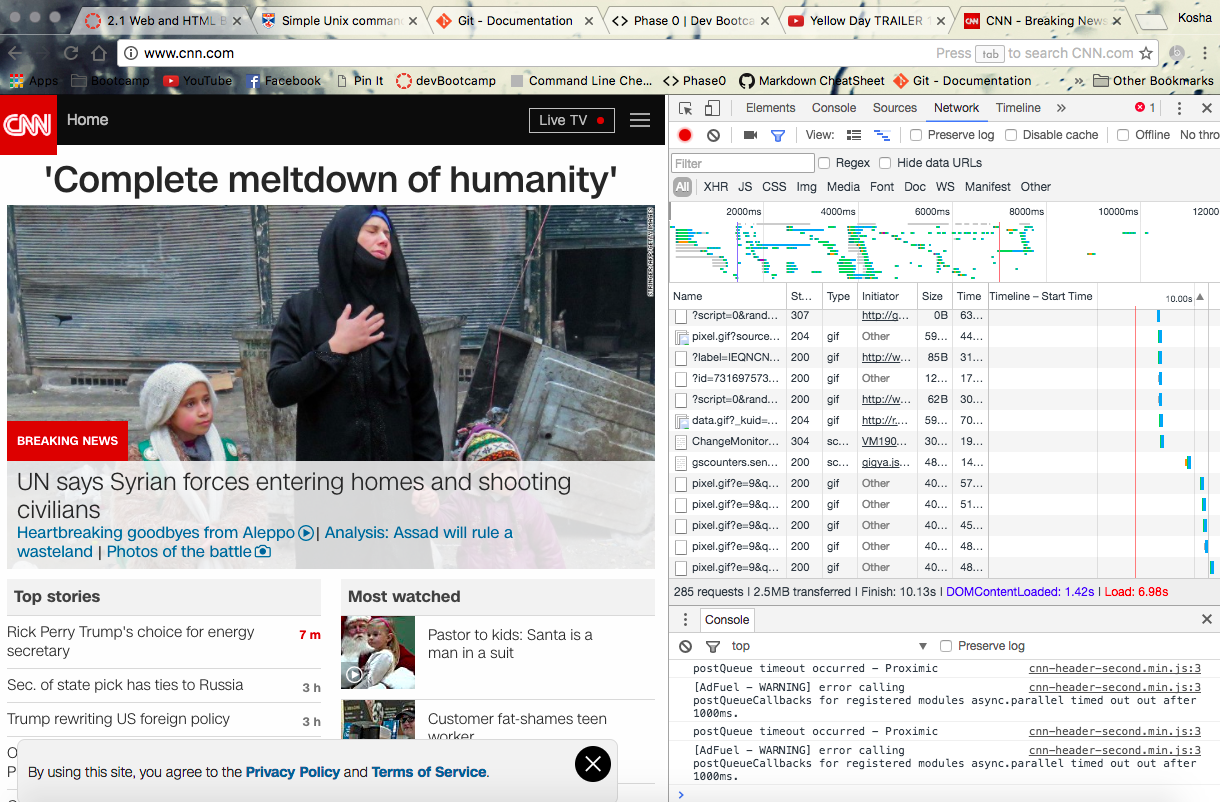 2.1 Web and HTML B
Simple Unix comman
Git - Documentation
Phase 0 | Dev Bootca
Yellow Day TRAILER
CNN - Breaking News
Kosha
www.cnn.com
Press tab to search CNN.com
Apps
Bootcamp
YouTube
Facebook
Pin It
devBootcamp
Command Line Che...
Phase0
Markdown CheatSheet
Git - Documentation
»
Other Bookmarks
CNN
Home
Live TV
'Complete meltdown of humanity'
BREAKING NEWS
UN says Syrian forces entering homes and shooting
civilians
Heartbreaking goodbyes from Aleppo | Analysis: Assad will rule a
wasteland | Photos of the battle
Top stories
Rick Perry Trump's choice for energy
secretary
7 m
Sec. of state pick has ties to Russia
3 h
Trump rewriting US foreign policy
3 h
Most watched
Pastor to kids: Santa is a
man in a suit
Customer fat-shames teen
worker
By using this site, you agree to the Privacy Policy and Terms of Service.
Elements Console Sources Network Timeline » 1
View: Preserve log Disable cache Offline No thro
Filter Regex Hide data URLs
All XHR JS CSS Img Media Font Doc WS Manifest Other
2000ms 4000ms 6000ms 8000ms 10000ms 12000
Name St... Type Initiator Size Time Timeline – Start Time 10.00s
?script=0&rand... 307 http://q... 0B 63...
pixel.gif?source... 204 gif Other 59... 44...
?label=IEQNCN... 200 gif http://w... 85B 31...
?id=731697573... 200 gif Other 12... 17...
?script=0&rand... 200 gif http://w... 62B 30...
data.gif?_kuid=... 204 gif http://r... 59... 70...
ChangeMonitor... 304 sc... VM190... 30... 19...
gscounters.sen... 200 sc... gigya.js... 48... 14...
pixel.gif?e=9&q... 200 gif Other 40... 57...
pixel.gif?e=9&q... 200 gif Other 40... 51...
pixel.gif?e=9&q... 200 gif Other 40... 45...
pixel.gif?e=9&q... 200 gif Other 40... 48...
pixel.gif?e=9&q... 200 gif Other 40... 48...
285 requests | 2.5MB transferred | Finish: 10.13s | DOMContentLoaded: 1.42s | Load: 6.98s
Console
top Preserve log
postQueue timeout occurred – Proximic cnn-header-second.min.js:3
[AdFuel – WARNING] error calling cnn-header-second.min.js:3
postQueueCallbacks for registered modules async.parallel timed out out after
1000ms.
postQueue timeout occurred – Proximic cnn-header-second.min.js:3
[AdFuel – WARNING] error calling cnn-header-second.min.js:3
postQueueCallbacks for registered modules async.parallel timed out out after
1000ms.